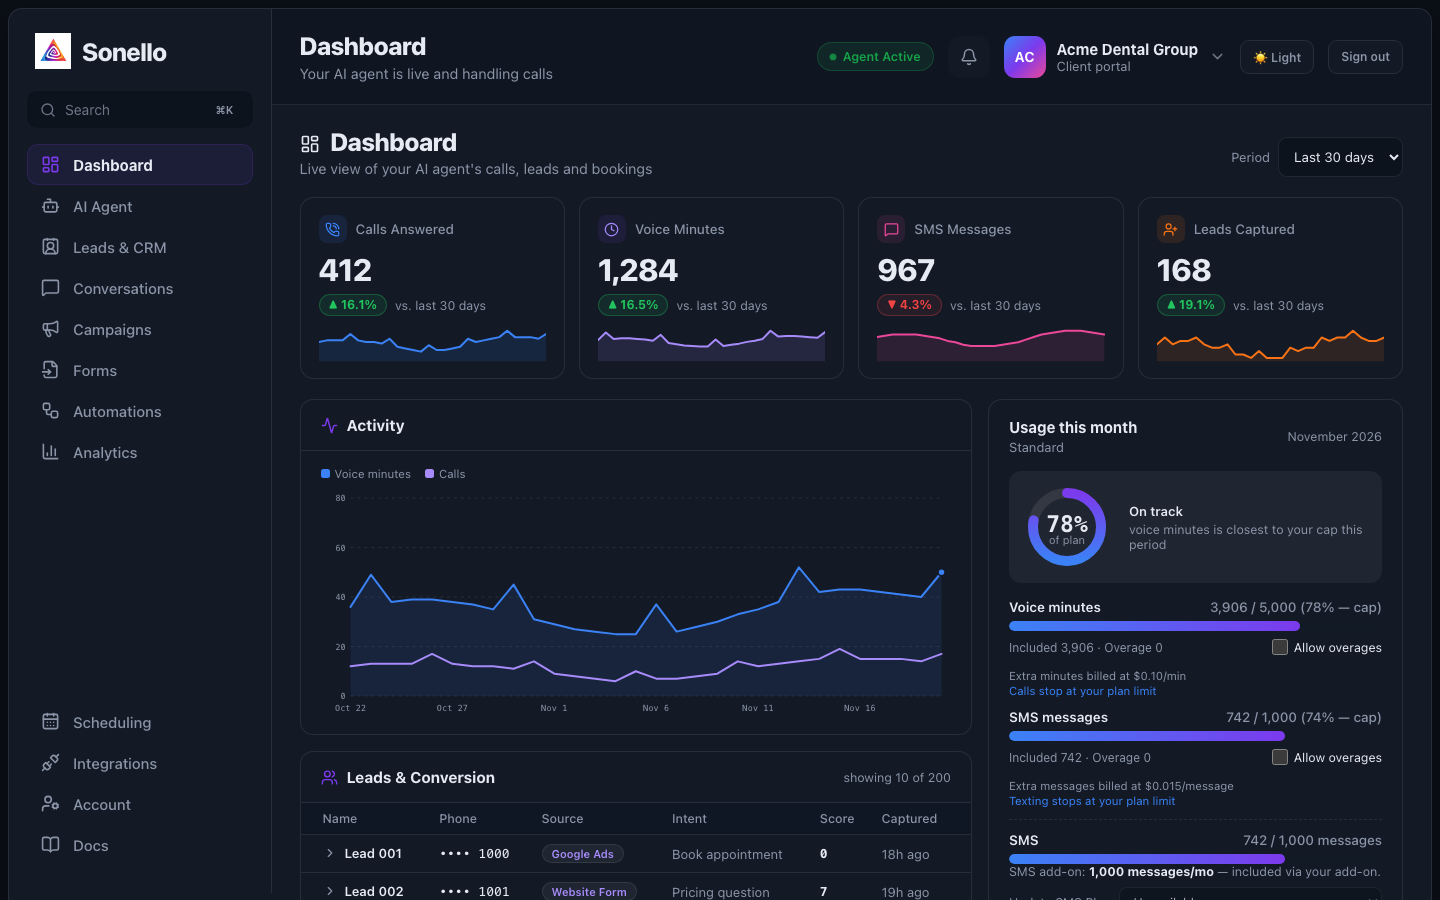 Sonello
Search ⌘K
Dashboard
AI Agent
Leads & CRM
Conversations
Campaigns
Forms
Automations
Analytics
Scheduling
Integrations
Account
Docs
Dashboard
Your AI agent is live and handling calls
Agent Active
AC
Acme Dental Group
Client portal
Light
Sign out
Dashboard
Live view of your AI agent's calls, leads and bookings
Period
Last 30 days
Calls Answered
412
▲ 16.1% vs. last 30 days
Voice Minutes
1,284
▲ 16.5% vs. last 30 days
SMS Messages
967
▼ 4.3% vs. last 30 days
Leads Captured
168
▲ 19.1% vs. last 30 days
Activity
Voice minutes Calls
80
60
40
20
0
Oct 22 Oct 27 Nov 1 Nov 6 Nov 11 Nov 16
Leads & Conversion showing 10 of 200
Name Phone Source Intent Score Captured
Lead 001 •••• 1000 Google Ads Book appointment 0 18h ago
Lead 002 •••• 1001 Website Form Pricing question 7 19h ago
Usage this month
Standard
November 2026
78%
of plan
On track
voice minutes is closest to your cap this
period
Voice minutes 3,906 / 5,000 (78% — cap)
Included 3,906 · Overage 0 Allow overages
Extra minutes billed at $0.10/min
Calls stop at your plan limit
SMS messages 742 / 1,000 (74% — cap)
Included 742 · Overage 0 Allow overages
Extra messages billed at $0.015/message
Texting stops at your plan limit
SMS 742 / 1,000 messages
SMS add-on: 1,000 messages/mo — included via your add-on.